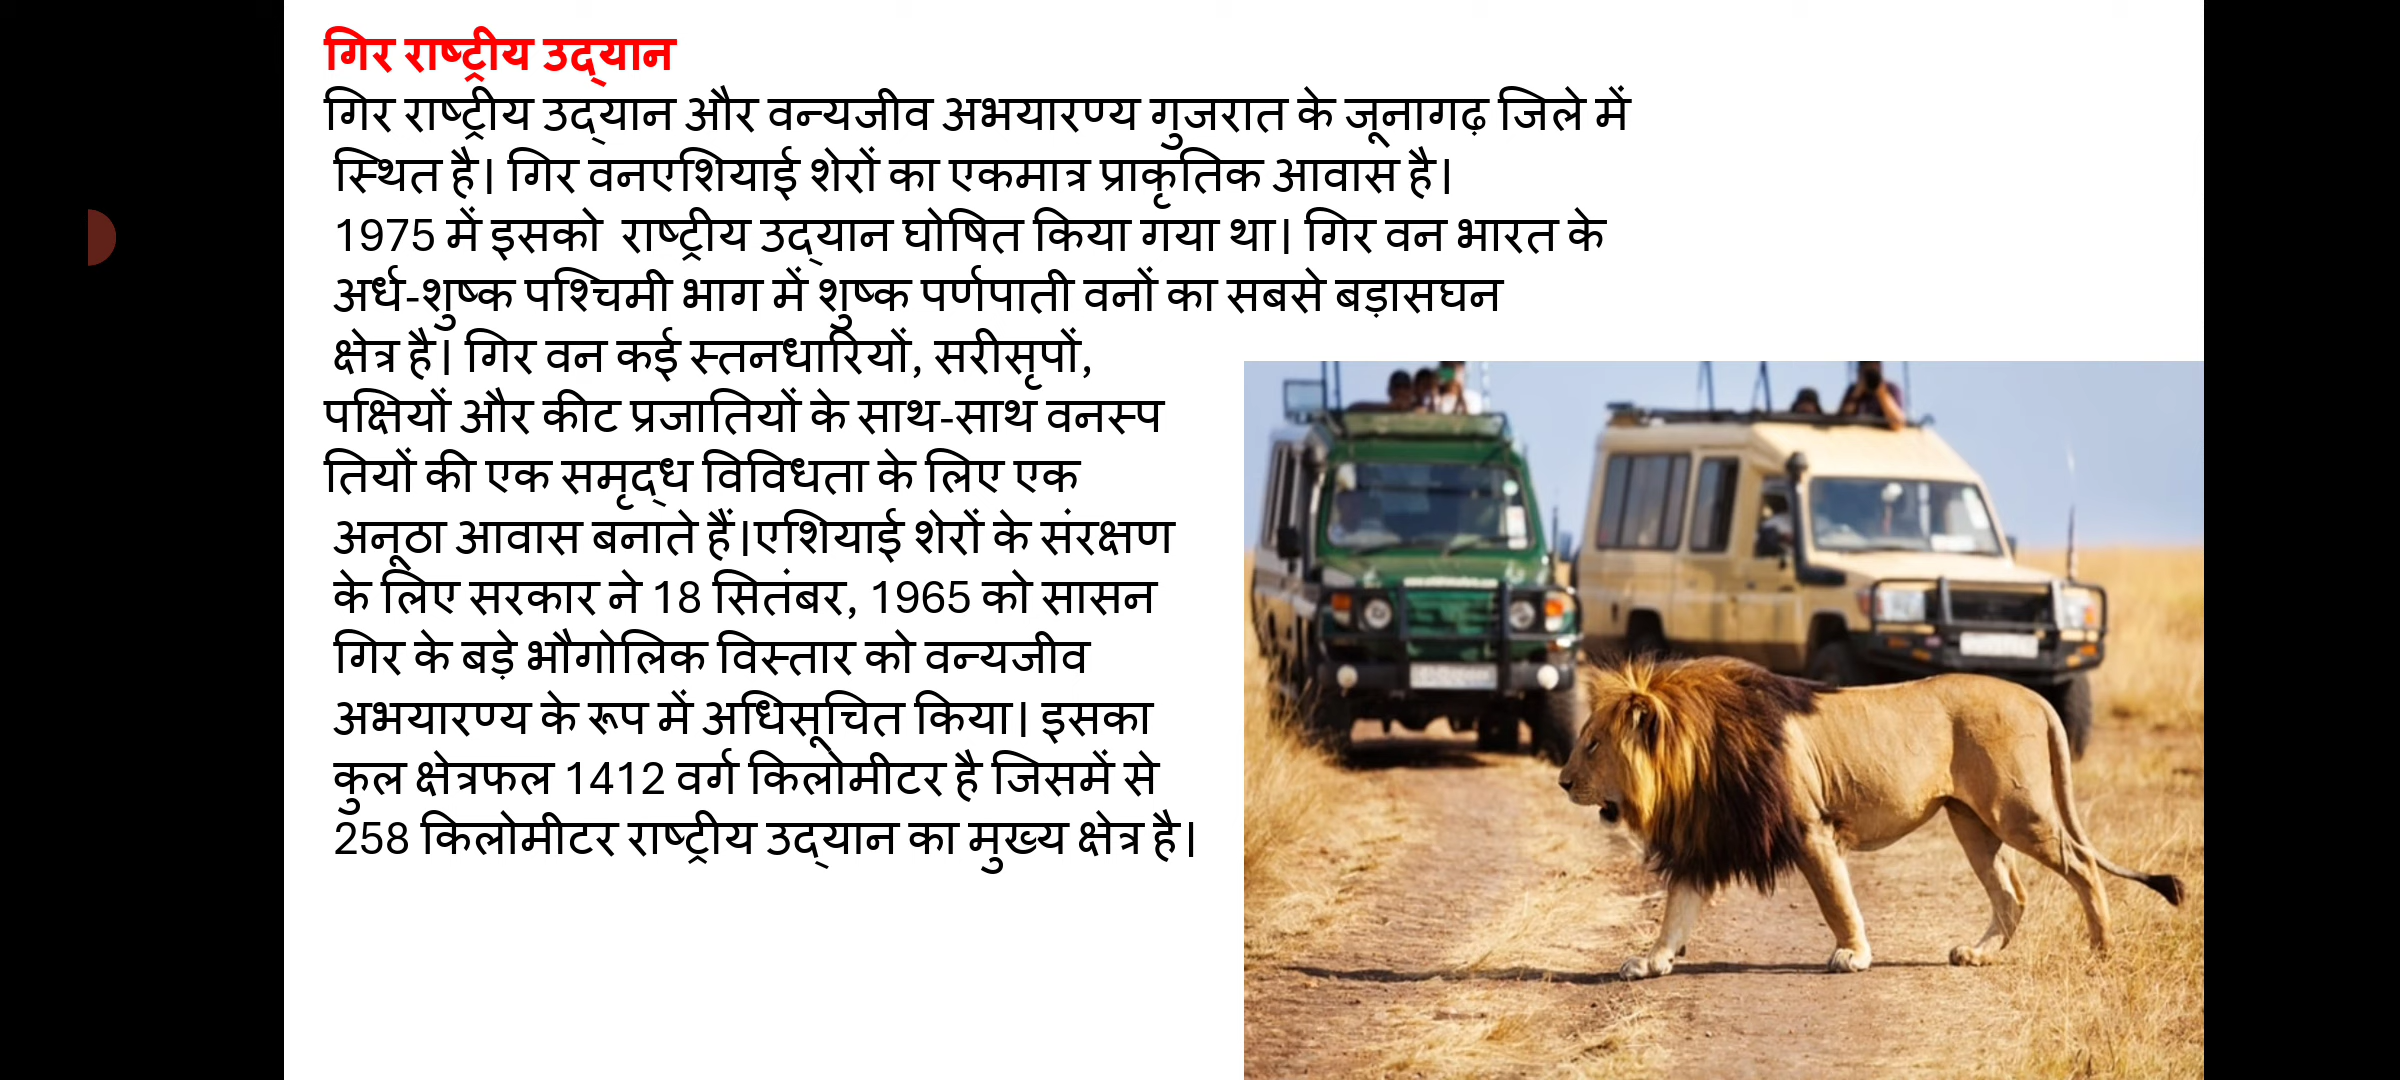 गिर राष्ट्रीय उद्यान
गिर राष्ट्रीय उद्यान और वन्यजीव अभयारण्य गुजरात के जूनागढ़ जिले में
स्थित है। गिर वनएशियाई शेरों का एकमात्र प्राकृतिक आवास है।
1975 में इसको राष्ट्रीय उद्यान घोषित किया गया था। गिर वन भारत के
अर्ध-शुष्क पश्चिमी भाग में शुष्क पर्णपाती वनों का सबसे बड़ासघन
क्षेत्र है। गिर वन कई स्तनधारियों, सरीसृपों,
पक्षियों और कीट प्रजातियों के साथ-साथ वनस्प
तियों की एक समृद्ध विविधता के लिए एक
अनूठा आवास बनाते हैं।एशियाई शेरों के संरक्षण
के लिए सरकार ने 18 सितंबर, 1965 को सासन
गिर के बड़े भौगोलिक विस्तार को वन्यजीव
अभयारण्य के रूप में अधिसूचित किया। इसका
कुल क्षेत्रफल 1412 वर्ग किलोमीटर है जिसमें से
258 किलोमीटर राष्ट्रीय उद्यान का मुख्य क्षेत्र है।